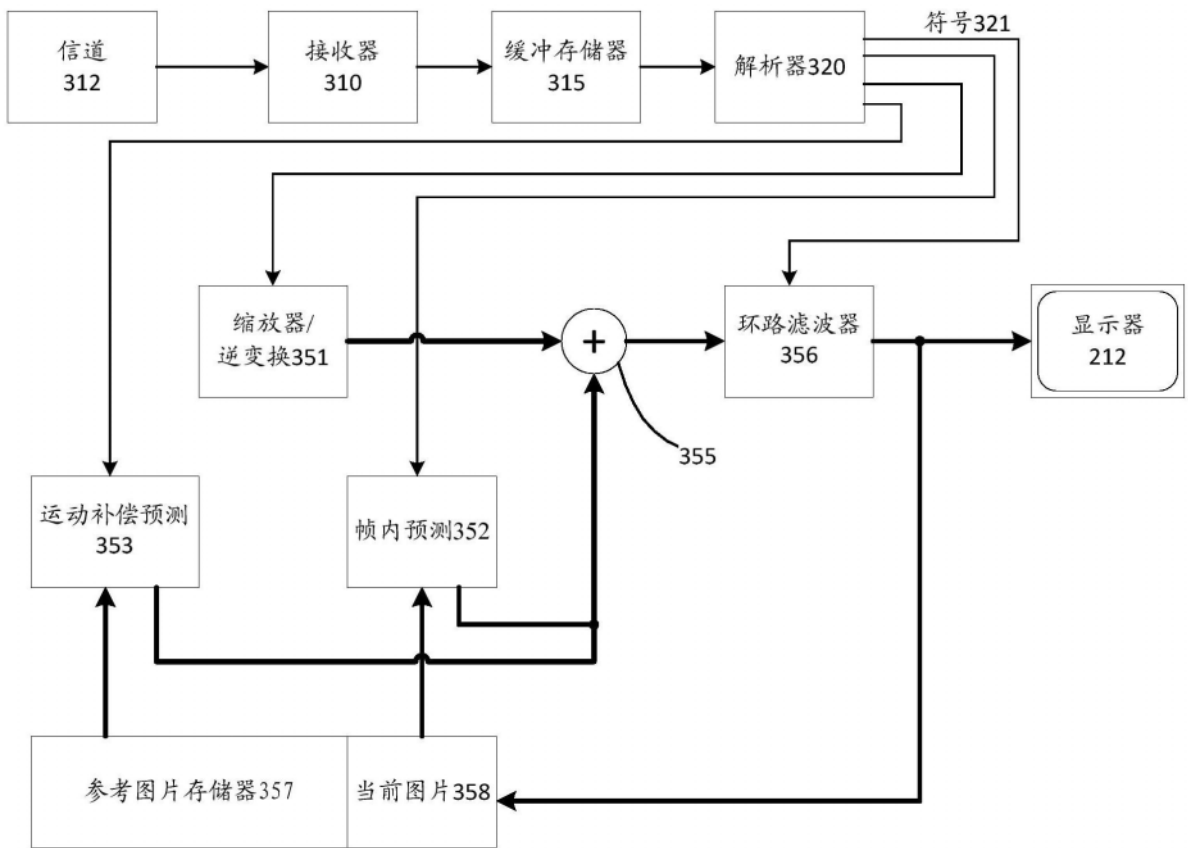 符号321
信道
312
接收器
310
缓冲存储器
315
解析器320
缩放器/
逆变换351
+
环路滤波器
356
显示器
212
355
运动补偿预测
353
帧内预测352
参考图片存储器357
当前图片358